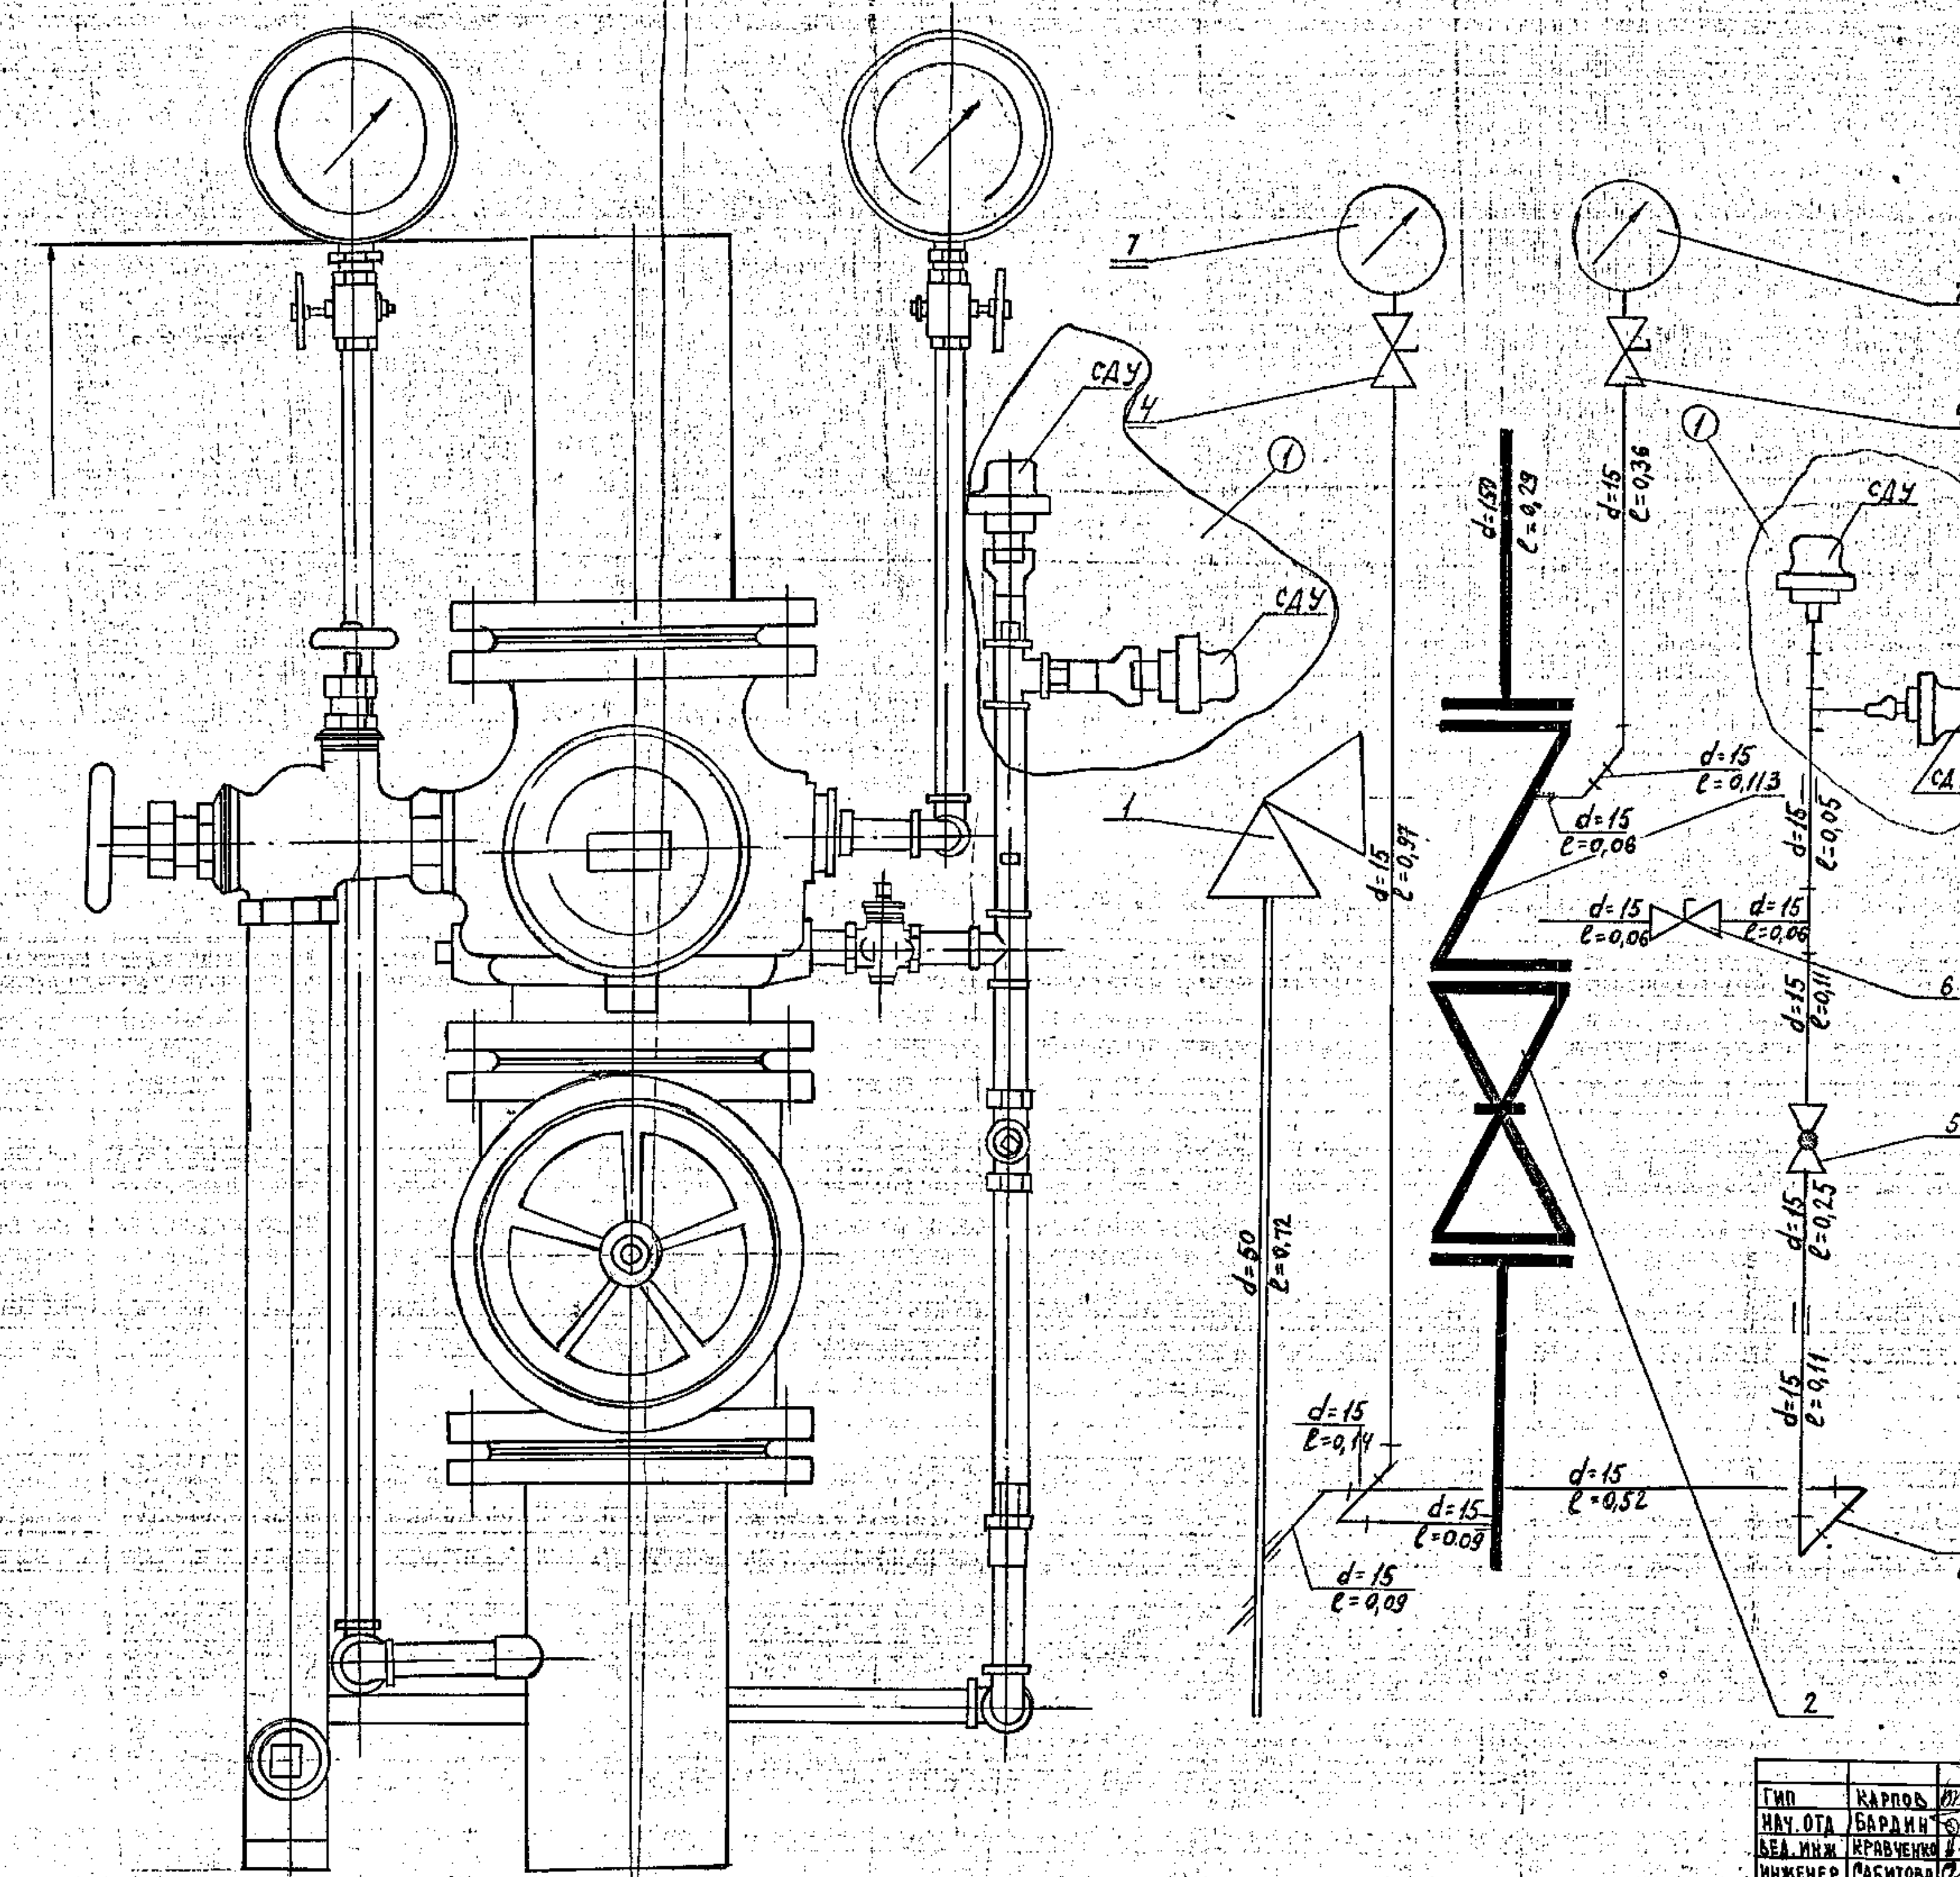 7
САУ
4
1
САУ
1
d=150
l=0,29
d=15
l=0,36
1
САУ
СД
d=15
l=0,113
d=15
l=0,06
d=15
l=0,97
d=15
l=0,05
d=15
l=0,06
d=15
l=0,06
6
d=15
l=0,11
5
d=15
l=0,25
d=50
l=0,72
d=15
l=0,11
d=15
l=0,14
d=15
l=0,52
d=15
l=0.09
d=15
l=0,09
2
ГИП КАРПОВ
НАЧ. ОТД БАРДИН
ВЕД. ИНЖ КРАВЧЕНКО
ИНЖЕНЕР САБИТОВА